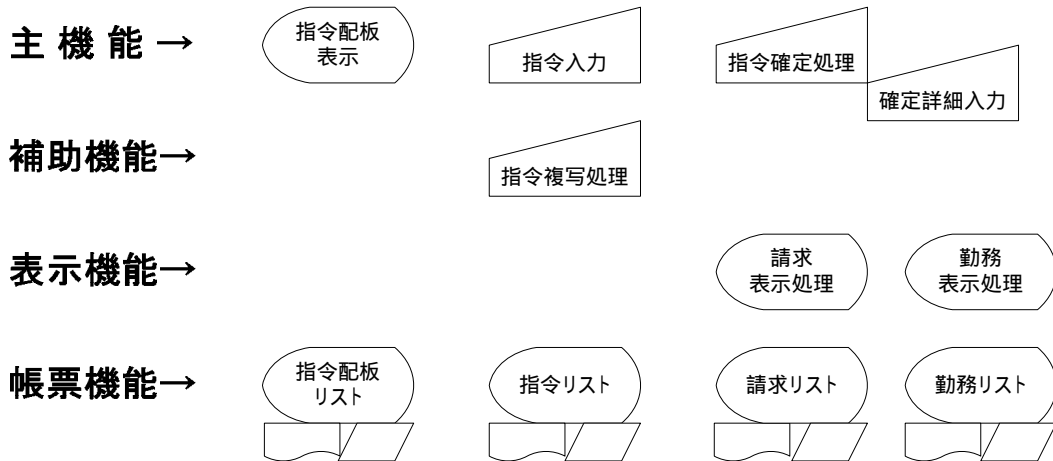 主 機 能 →
指令配板
表示
指令入力
指令確定処理
確定詳細入力
補助機能→
指令複写処理
表示機能→
請求
表示処理
勤務
表示処理
帳票機能→
指令配板
リスト
指令リスト
請求リスト
勤務リスト